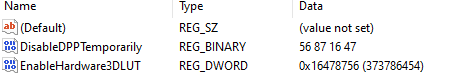 Name Type Data
(Default) REG_SZ (value not set)
DisableDPPTemporarily REG_BINARY 56 87 16 47
EnableHardware3DLUT REG_DWORD 0x16478756 (373786454)